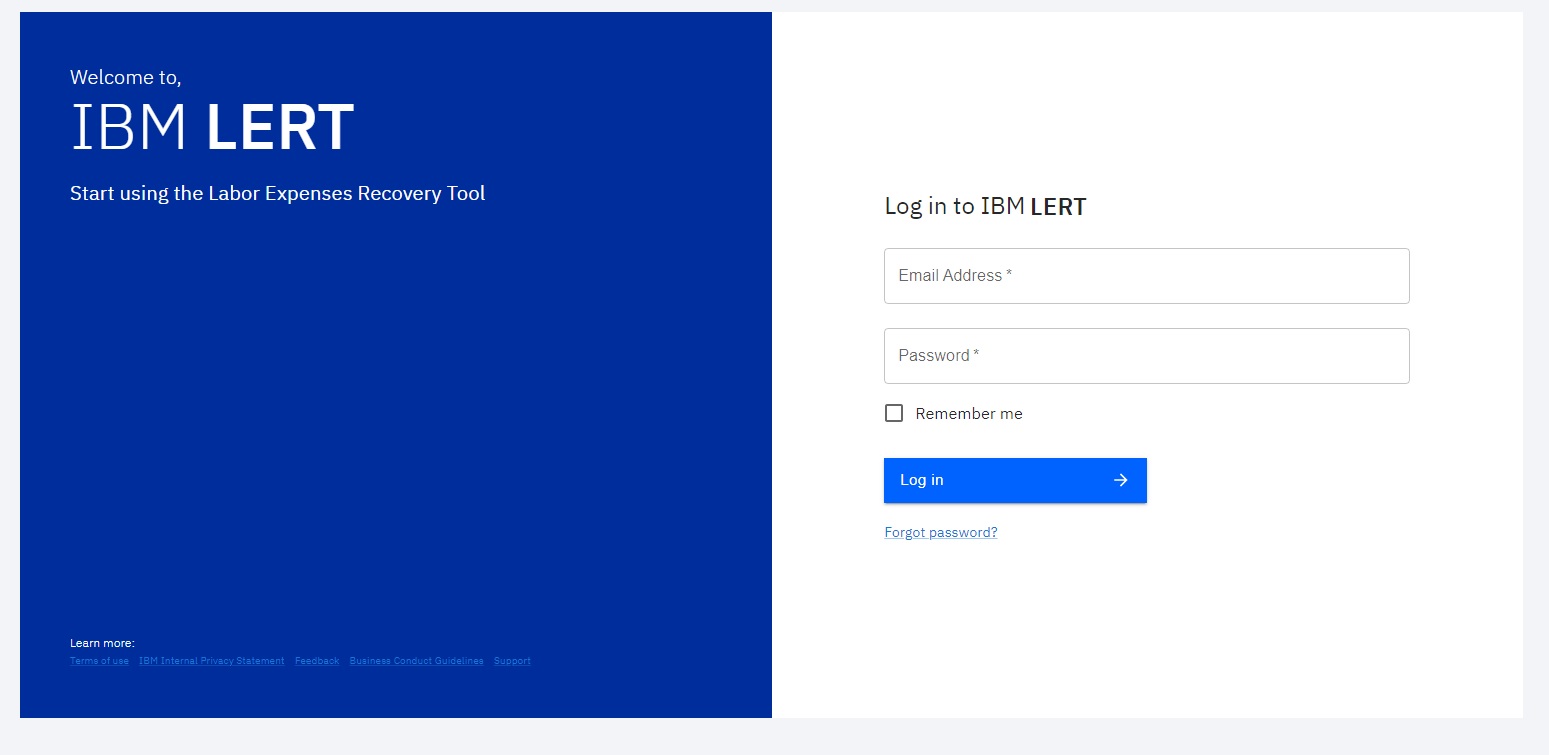 Welcome to,
IBM LERT
Start using the Labor Expenses Recovery Tool
Learn more:
Terms of use IBM Internal Privacy Statement Feedback Business Conduct Guidelines Support
Log in to IBM LERT
Email Address *
Password *
Remember me
Log in
Forgot password?